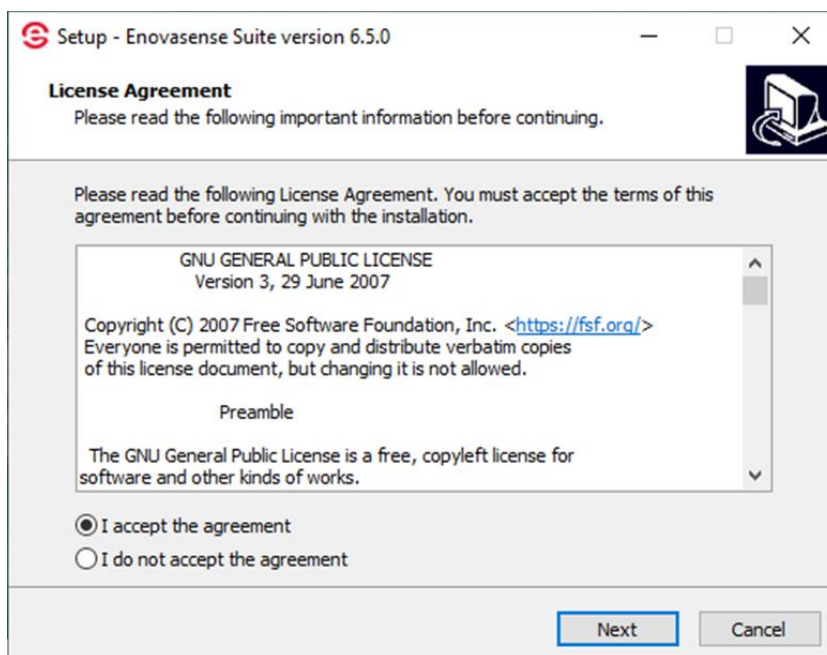 Setup - Enovasense Suite version 6.5.0
License Agreement
Please read the following important information before continuing.
Please read the following License Agreement. You must accept the terms of this
agreement before continuing with the installation.
GNU GENERAL PUBLIC LICENSE
Version 3, 29 June 2007
Copyright (C) 2007 Free Software Foundation, Inc. <https://fsf.org/>
Everyone is permitted to copy and distribute verbatim copies
of this license document, but changing it is not allowed.
Preamble
The GNU General Public License is a free, copyleft license for
software and other kinds of works.
I accept the agreement
I do not accept the agreement
Next Cancel